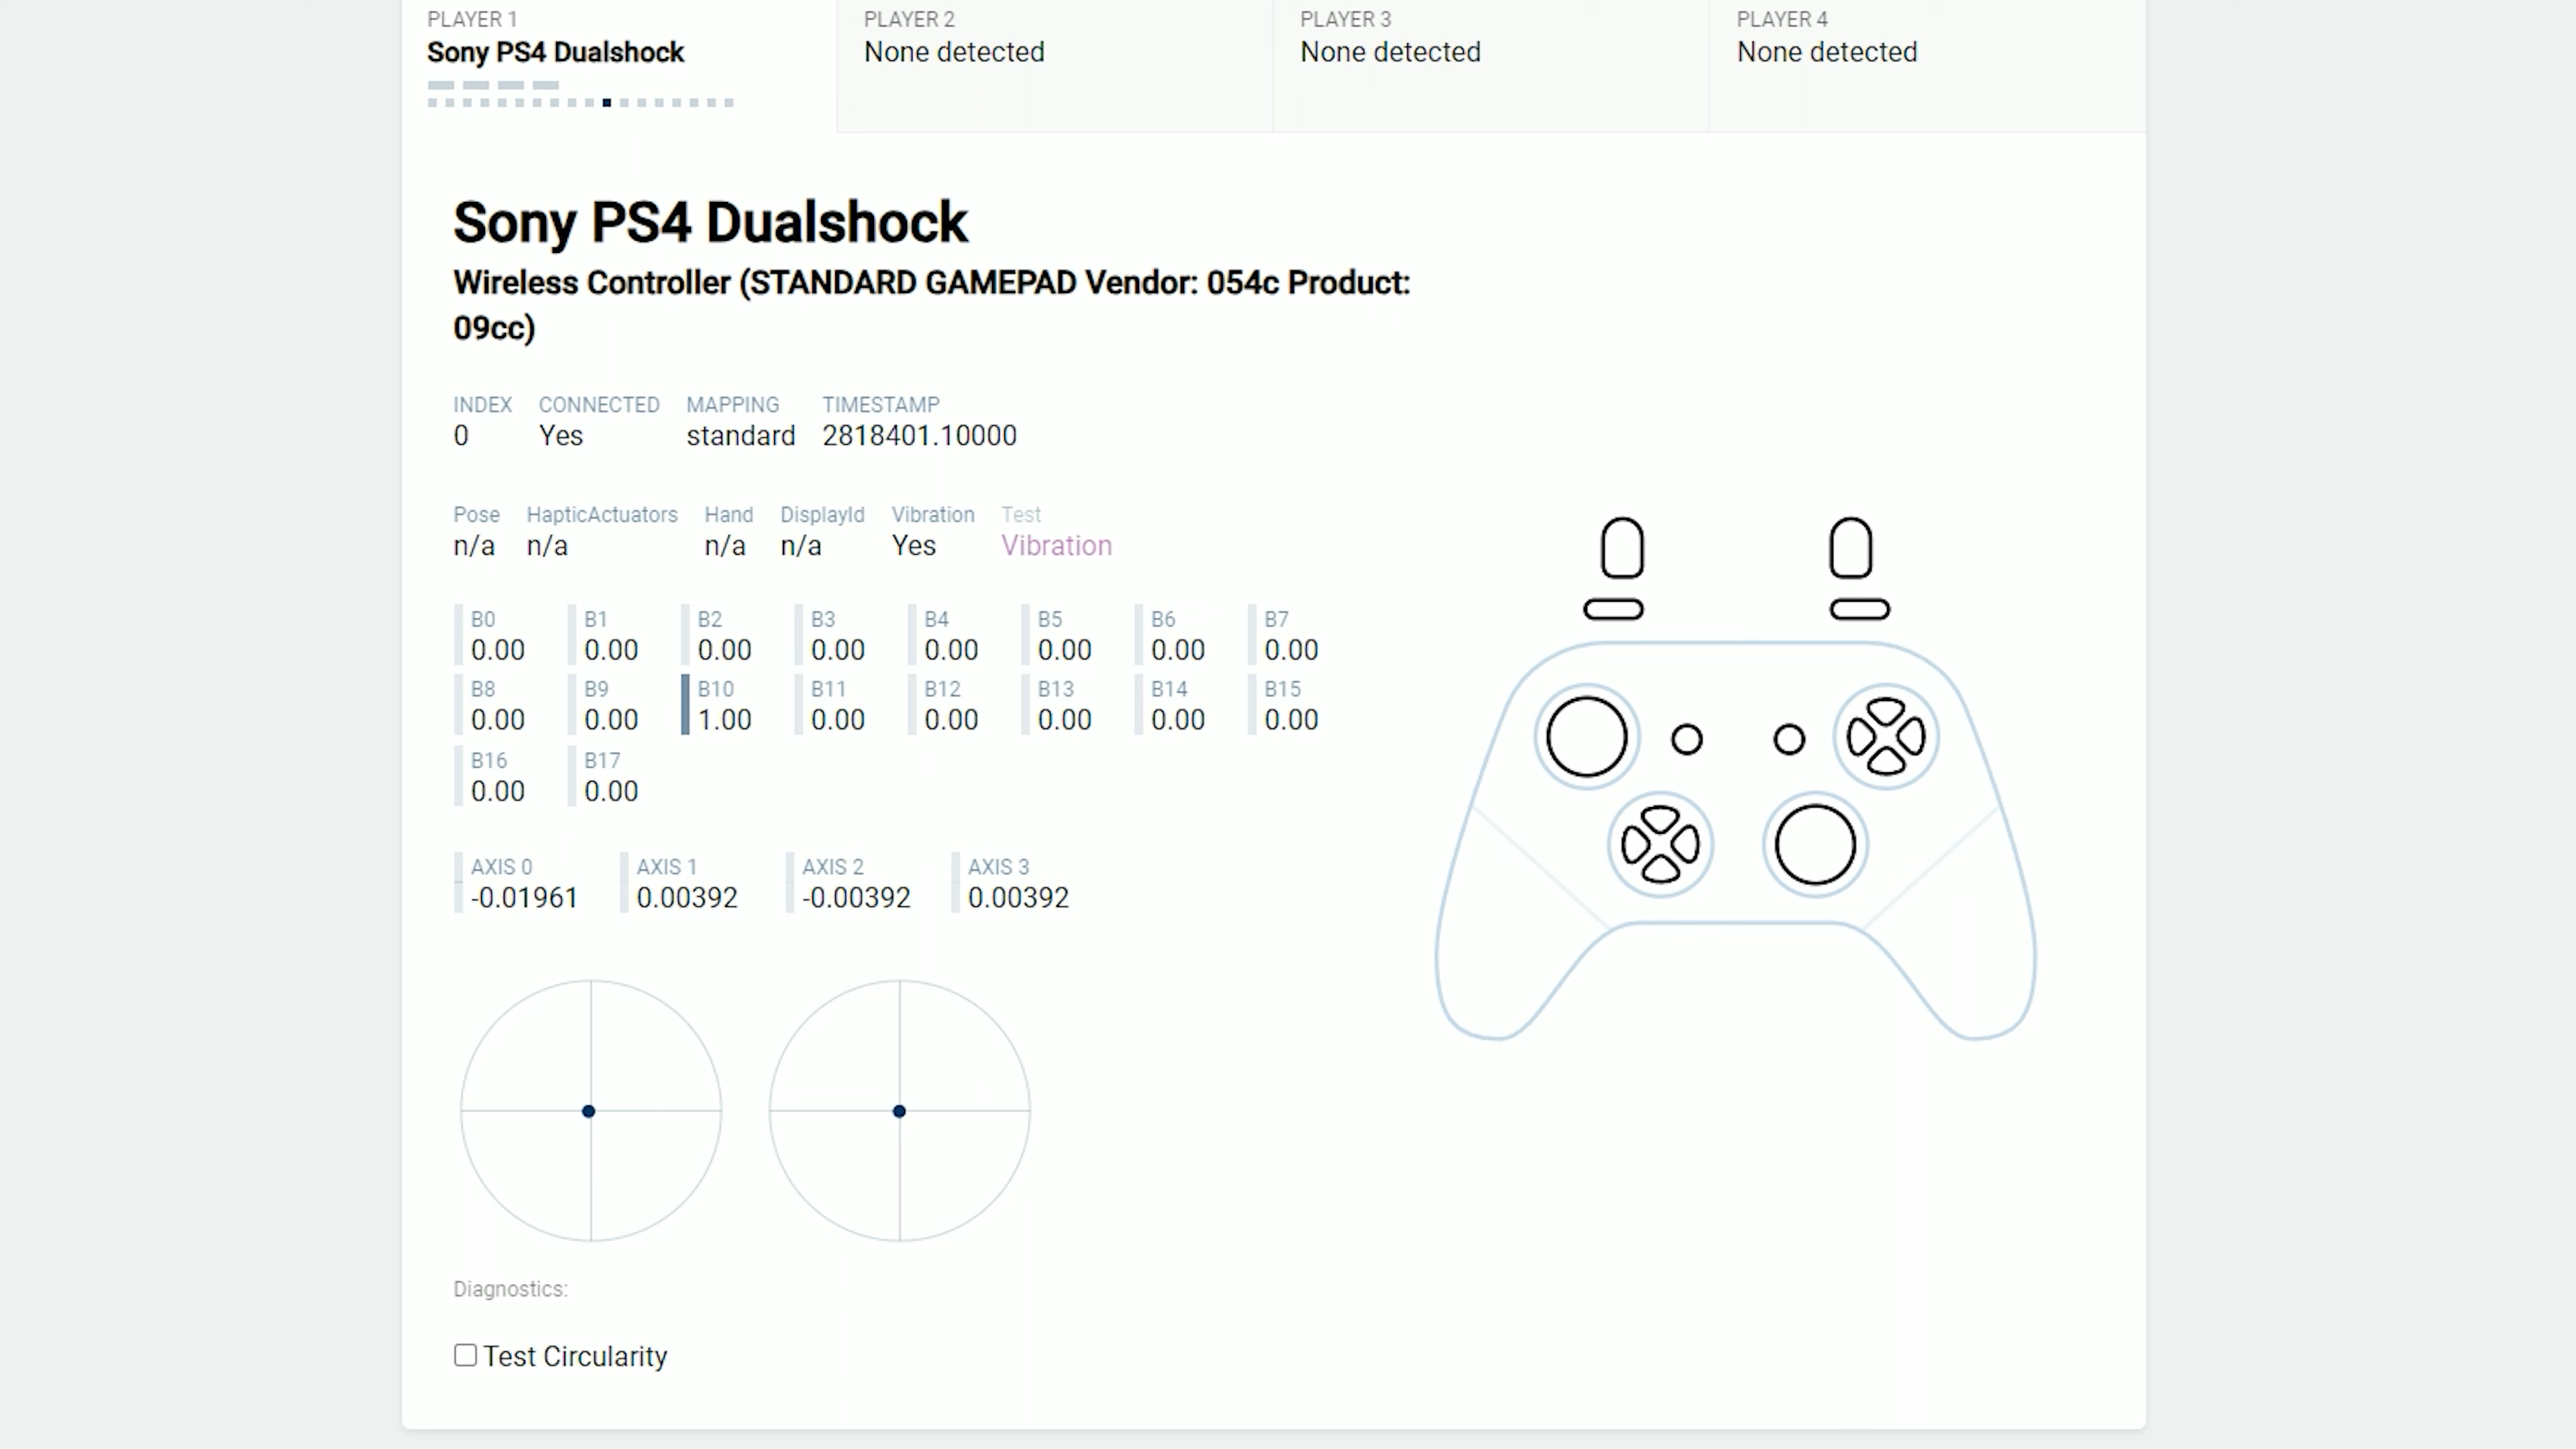 PLAYER 1
Sony PS4 Dualshock
PLAYER 2
None detected
PLAYER 3
None detected
PLAYER 4
None detected
Sony PS4 Dualshock
Wireless Controller (STANDARD GAMEPAD Vendor: 054c Product:
09cc)
INDEX CONNECTED MAPPING TIMESTAMP
0 Yes standard 2818401.10000
Pose HapticActuators Hand DisplayId Vibration Test
n/a n/a n/a n/a Yes Vibration
B0 B1 B2 B3 B4 B5 B6 B7
0.00 0.00 0.00 0.00 0.00 0.00 0.00 0.00
B8 B9 B10 B11 B12 B13 B14 B15
0.00 0.00 1.00 0.00 0.00 0.00 0.00 0.00
B16 B17
0.00 0.00
AXIS 0 AXIS 1 AXIS 2 AXIS 3
-0.01961 0.00392 -0.00392 0.00392
Diagnostics:
Test Circularity